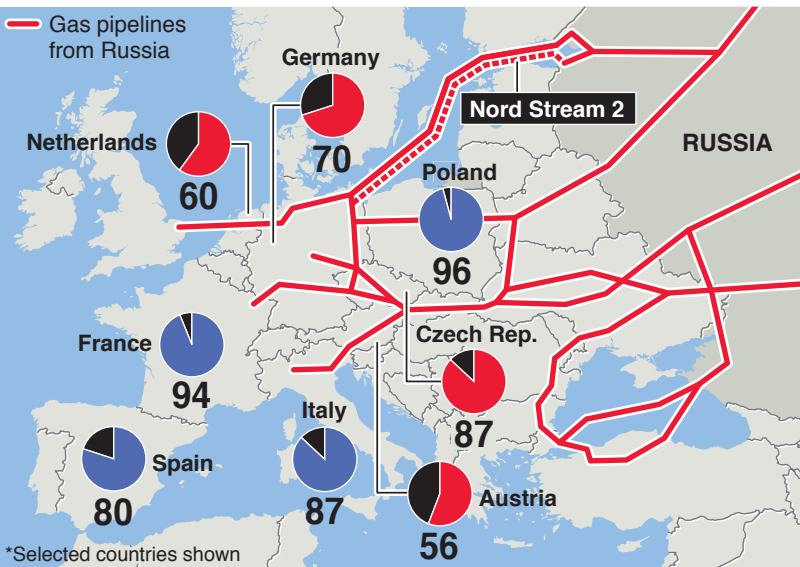 Gas pipelines
from Russia
Germany
70
Netherlands
60
Nord Stream 2
RUSSIA
Poland
96
France
94
Czech Rep.
87
Italy
87
Spain
80
Austria
56
*Selected countries shown